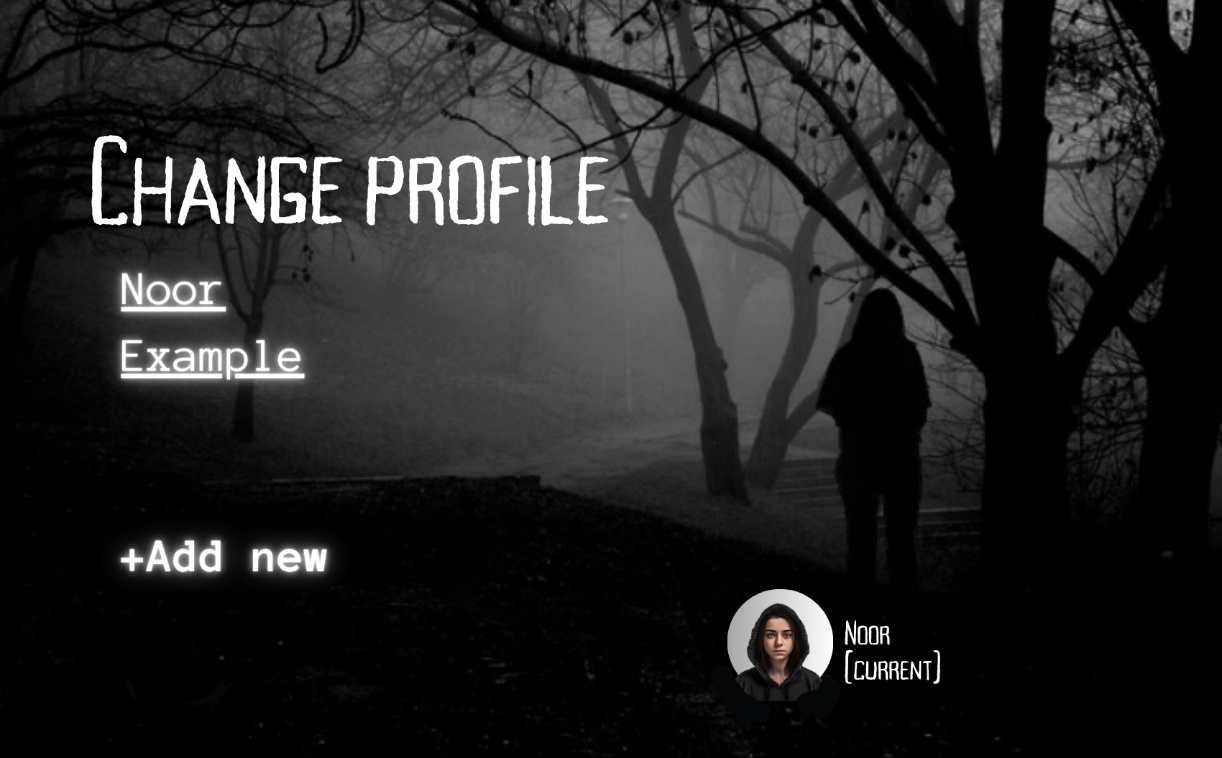 Change profile
Noor
Example
+Add new
Noor
(current)